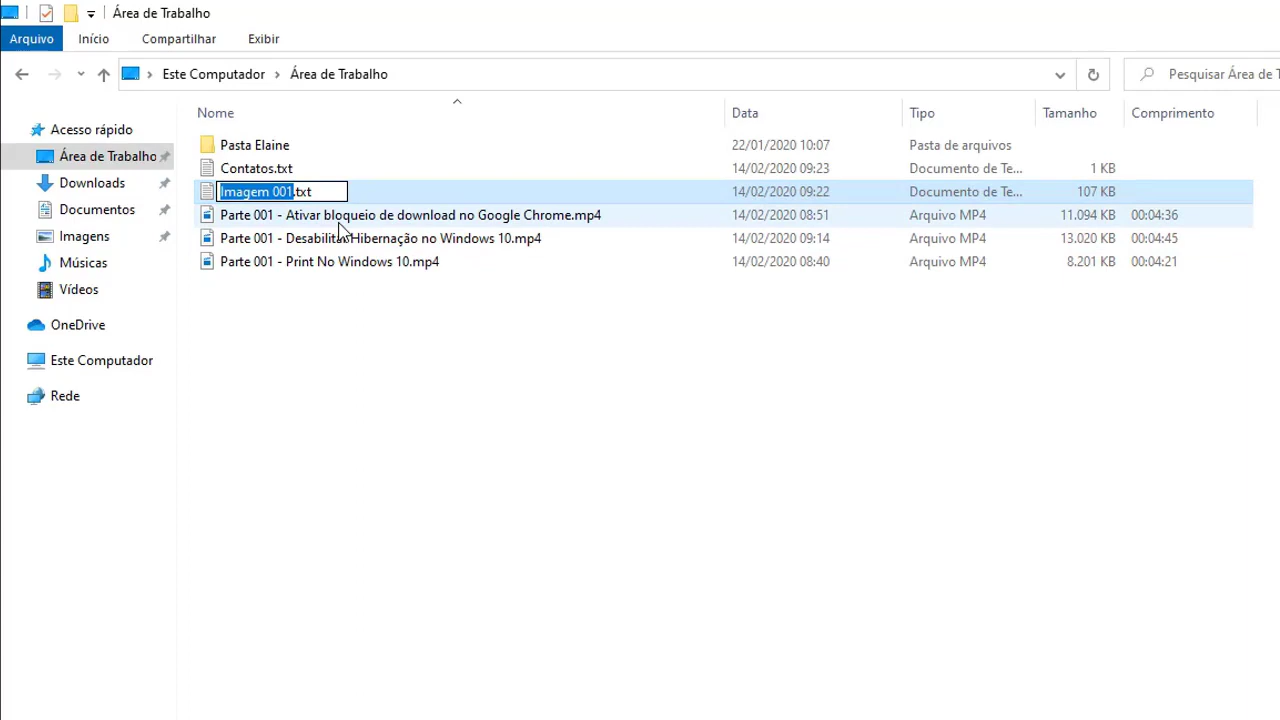 Área de Trabalho
Arquivo Início Compartilhar Exibir
Este Computador Área de Trabalho Pesquisar Área de T
Nome Data Tipo Tamanho Comprimento
Acesso rápido
Área de Trabalho
Downloads
Documentos
Imagens
Músicas
Vídeos
OneDrive
Este Computador
Rede
Pasta Elaine 22/01/2020 10:07 Pasta de arquivos
Contatos.txt 14/02/2020 09:23 Documento de Te... 1 KB
Imagem 001.txt 14/02/2020 09:22 Documento de Te... 107 KB
Parte 001 - Ativar bloqueio de download no Google Chrome.mp4 14/02/2020 08:51 Arquivo MP4 11.094 KB 00:04:36
Parte 001 - Desabilitar Hibernação no Windows 10.mp4 14/02/2020 09:14 Arquivo MP4 13.020 KB 00:04:45
Parte 001 - Print No Windows 10.mp4 14/02/2020 08:40 Arquivo MP4 8.201 KB 00:04:21